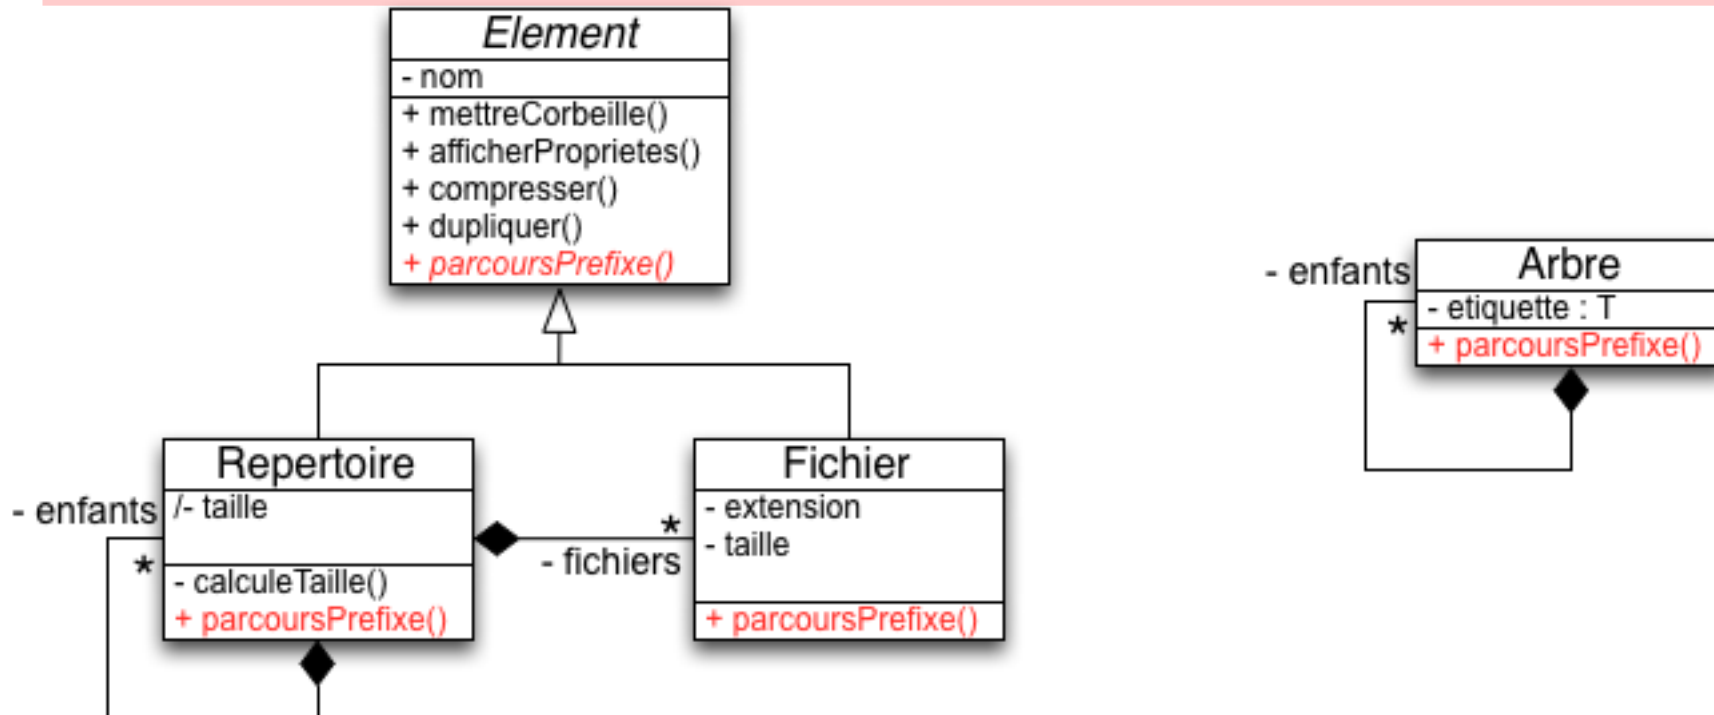 Element
- nom
+ mettreCorbeille()
+ afficherProprietes()
+ compresser()
+ dupliquer()
+ parcoursPrefixe()
- enfants
*
Arbre
- etiquette : T
+ parcoursPrefixe()
- enfants
*
Repertoire
/- taille
- calculeTaille()
+ parcoursPrefixe()
*
- fichiers
Fichier
- extension
- taille
+ parcoursPrefixe()